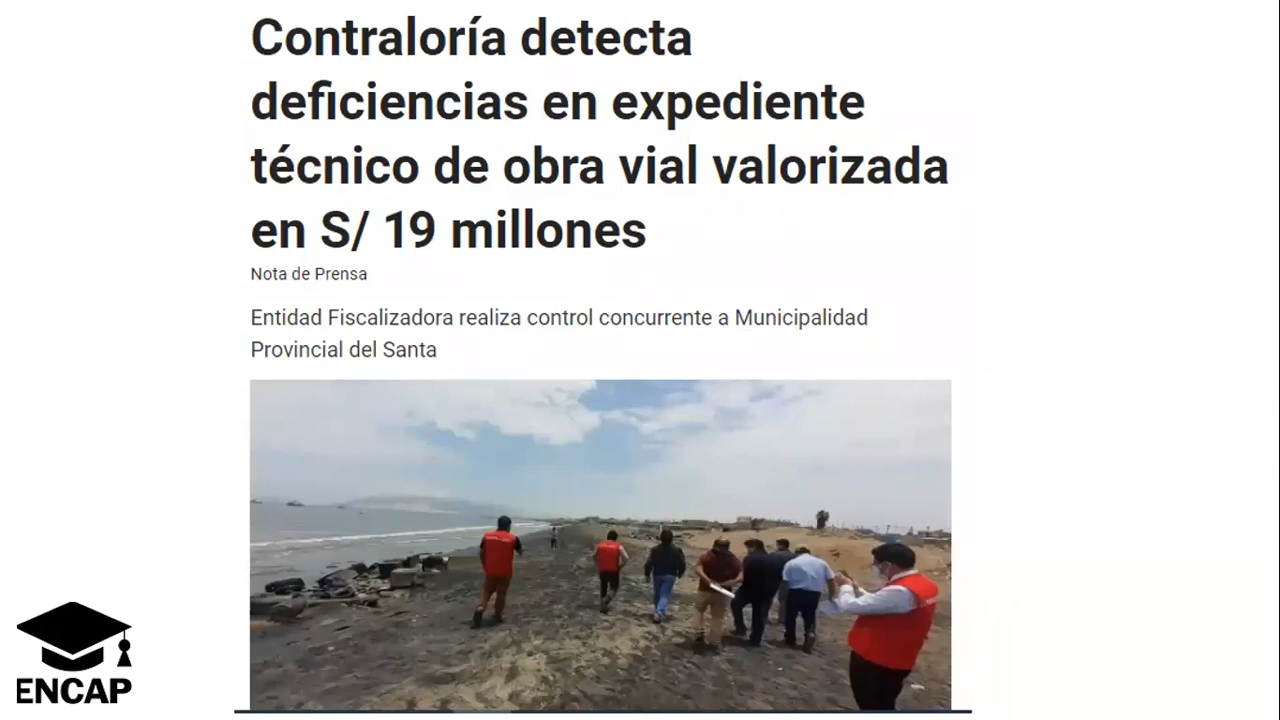 Contraloría detecta
deficiencias en expediente
técnico de obra vial valorizada
en S/ 19 millones
Nota de Prensa
Entidad Fiscalizadora realiza control concurrente a Municipalidad
Provincial del Santa
ENCAP